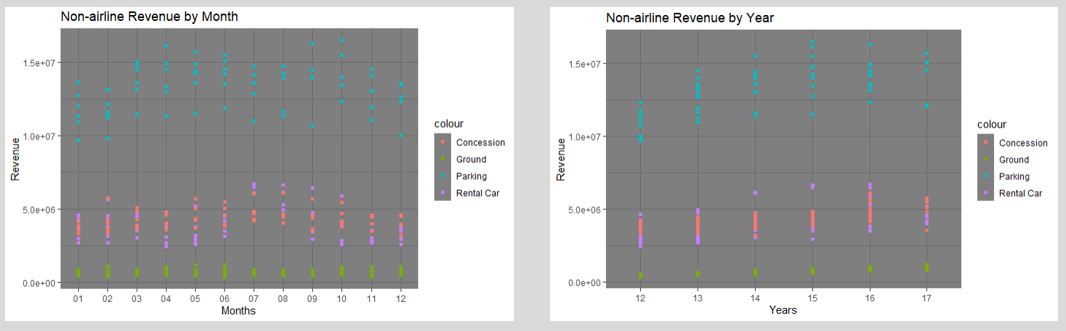 Non-airline Revenue by Month
1.5e+07
1.0e+07
5.0e+06
0.0e+00
Revenue
01 02 03 04 05 06 07 08 09 10 11 12
Months
colour
Concession
Ground
Parking
Rental Car
Non-airline Revenue by Year
1.5e+07
1.0e+07
5.0e+06
0.0e+00
Revenue
12 13 14 15 16 17
Years
colour
Concession
Ground
Parking
Rental Car